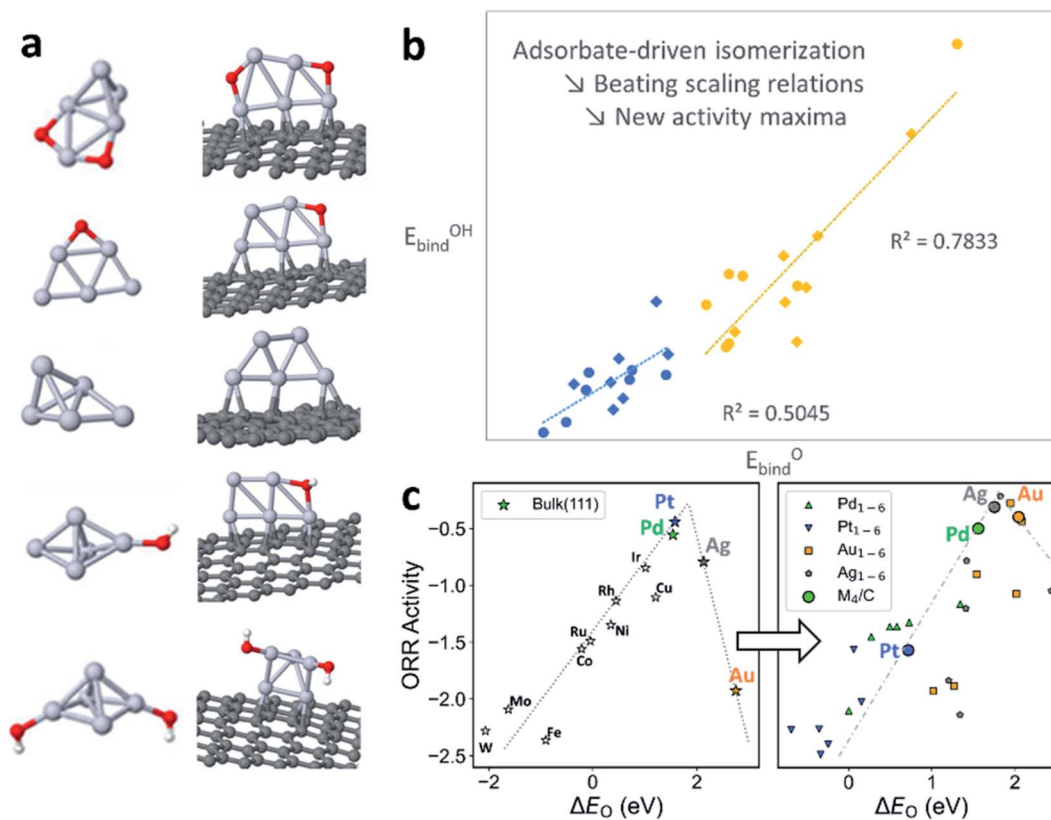 a
b
Adsorbate-driven isomerization
↘ Beating scaling relations
↘ New activity maxima
E_bind^OH
R² = 0.7833
R² = 0.5045
E_bind^O
c
ORR Activity
−0.5
−1.0
−1.5
−2.0
−2.5
Bulk(111)
Pt
Pd
Ag
Ir
Cu
Rh
Ni
Ru
Co
Au
Mo
Fe
W
−2
0
2
ΔE_O (eV)
Pd₁₋₆
Pt₁₋₆
Au₁₋₆
Ag₁₋₆
M₄/C
Ag
Au
Pd
Pt
0
1
2
ΔE_O (eV)